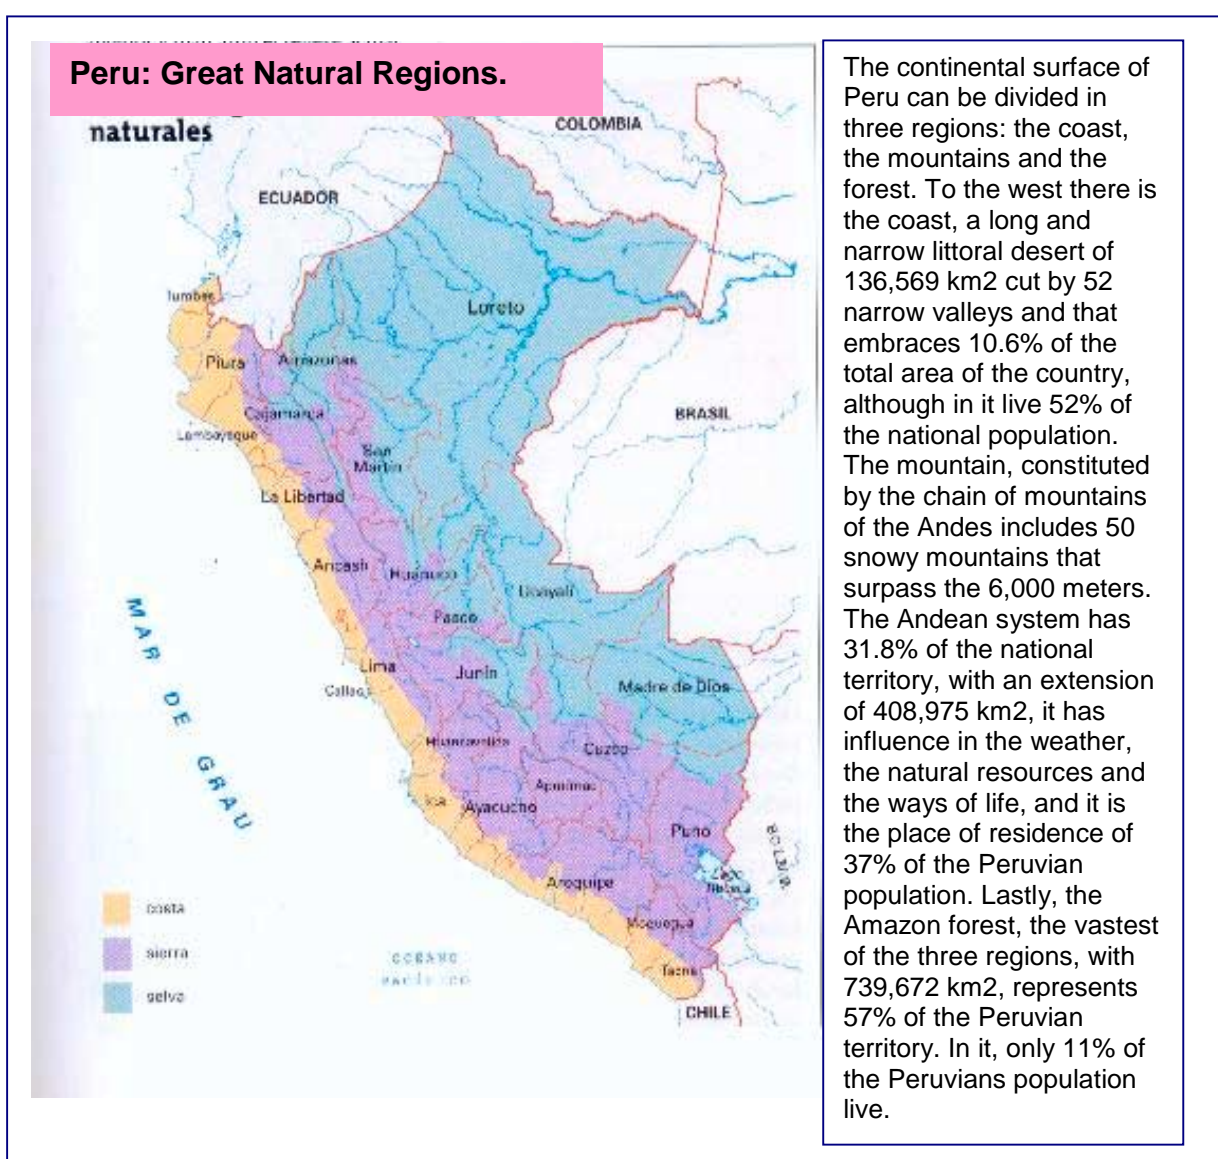 Peru: Great Natural Regions.
naturales
COLOMBIA
ECUADOR
Tumbes
Loreto
Piura
Amazonas
Cajamarca
BRASIL
Lambayeque
San
Martín
La Libertad
Ancash
Huánuco
Ucayali
Pasco
MAR DE GRAU
Lima
Junín
Callao
Madre de Dios
Huancavelica
Cuzco
Apurímac
Ica
Ayacucho
Puno
BOLIVIA
Lago
Arequipa
Moquegua
Tacna
CHILE
costa
sierra
selva
OCEANO
The continental surface of
Peru can be divided in
three regions: the coast,
the mountains and the
forest. To the west there is
the coast, a long and
narrow littoral desert of
136,569 km2 cut by 52
narrow valleys and that
embraces 10.6% of the
total area of the country,
although in it live 52% of
the national population.
The mountain, constituted
by the chain of mountains
of the Andes includes 50
snowy mountains that
surpass the 6,000 meters.
The Andean system has
31.8% of the national
territory, with an extension
of 408,975 km2, it has
influence in the weather,
the natural resources and
the ways of life, and it is
the place of residence of
37% of the Peruvian
population. Lastly, the
Amazon forest, the vastest
of the three regions, with
739,672 km2, represents
57% of the Peruvian
territory. In it, only 11% of
the Peruvians population
live.